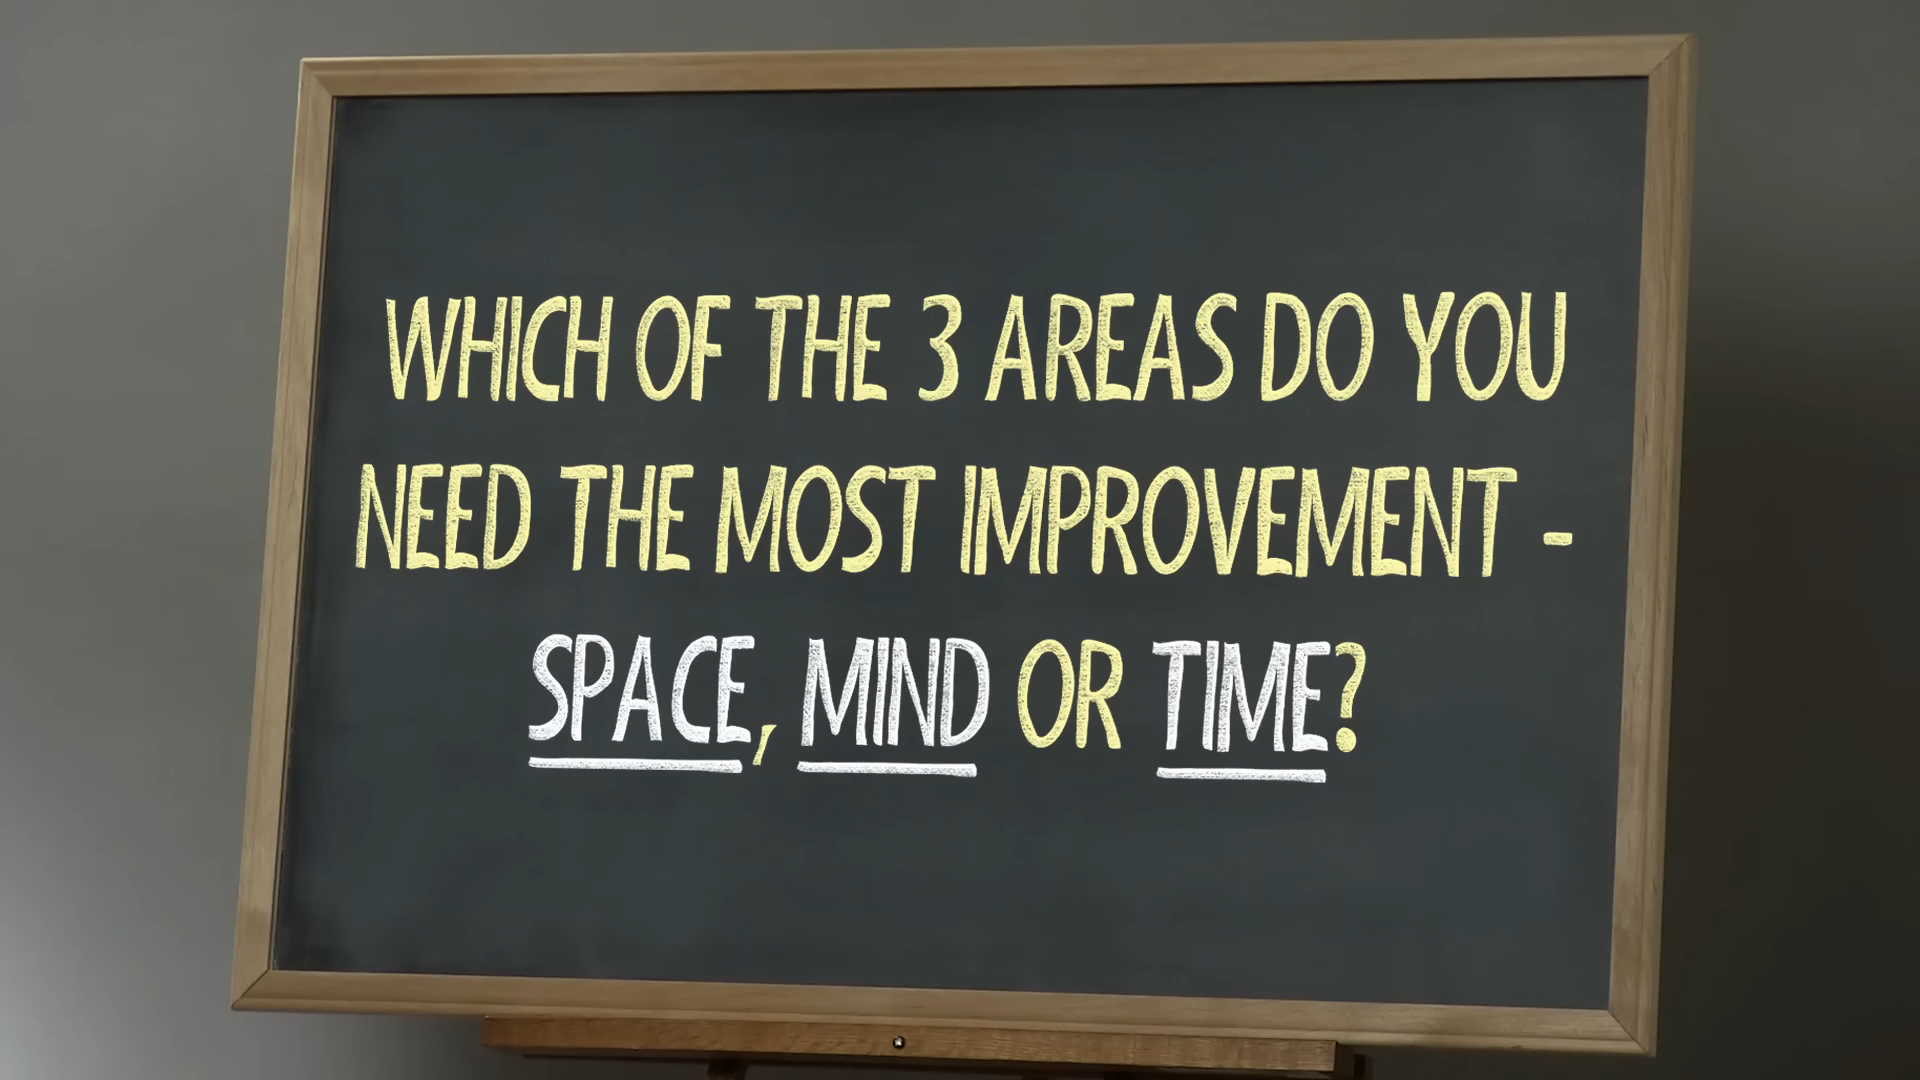 WHICH OF THE 3 AREAS DO YOU
NEED THE MOST IMPROVEMENT -
SPACE, MIND OR TIME?